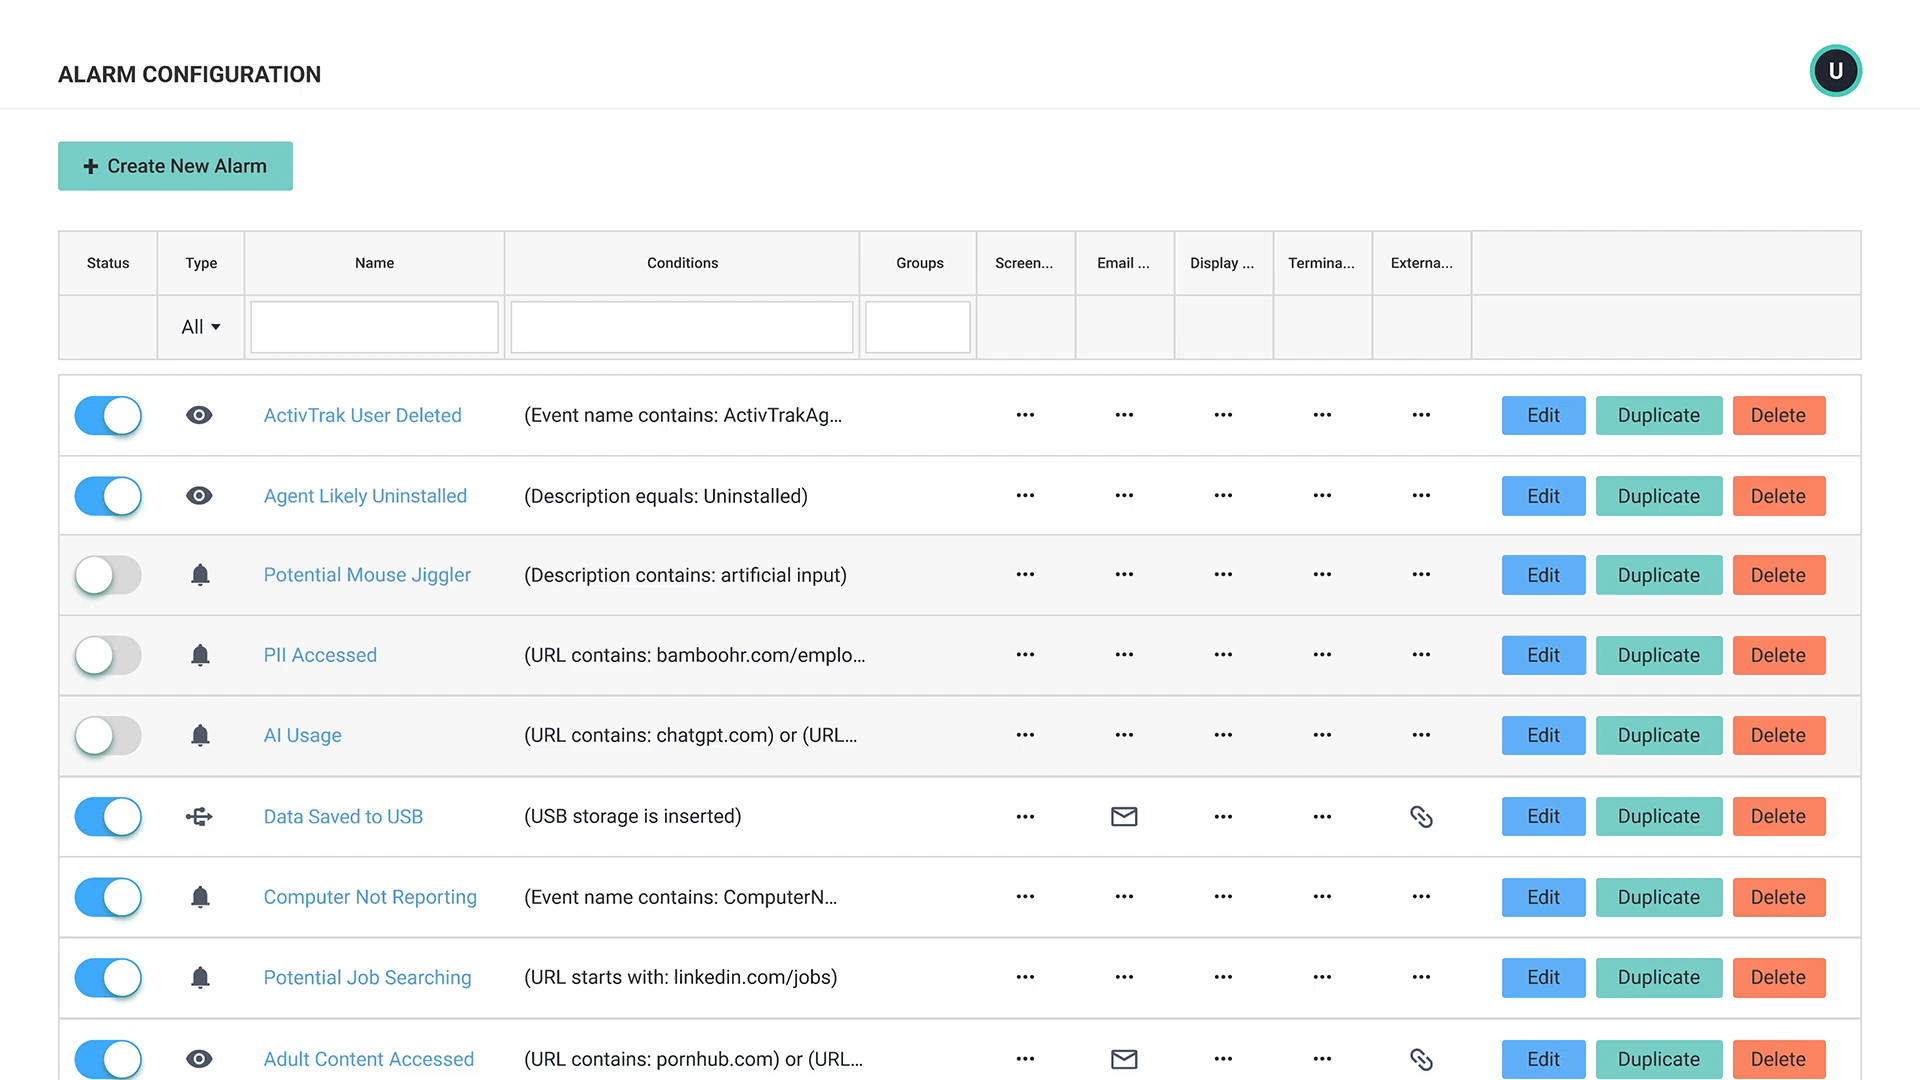 ALARM CONFIGURATION
U
+ Create New Alarm
Status Type Name Conditions Groups Screen... Email ... Display ... Termina... Externa...
All
ActivTrak User Deleted (Event name contains: ActivTrakAg... ... ... ... ... ... Edit Duplicate Delete
Agent Likely Uninstalled (Description equals: Uninstalled) ... ... ... ... ... Edit Duplicate Delete
Potential Mouse Jiggler (Description contains: artificial input) ... ... ... ... ... Edit Duplicate Delete
PII Accessed (URL contains: bamboohr.com/emplo... ... ... ... ... ... Edit Duplicate Delete
AI Usage (URL contains: chatgpt.com) or (URL... ... ... ... ... ... Edit Duplicate Delete
Data Saved to USB (USB storage is inserted) ... ... ... Edit Duplicate Delete
Computer Not Reporting (Event name contains: ComputerN... ... ... ... ... ... Edit Duplicate Delete
Potential Job Searching (URL starts with: linkedin.com/jobs) ... ... ... ... ... Edit Duplicate Delete
Adult Content Accessed (URL contains: pornhub.com) or (URL... ... ... ... Edit Duplicate Delete